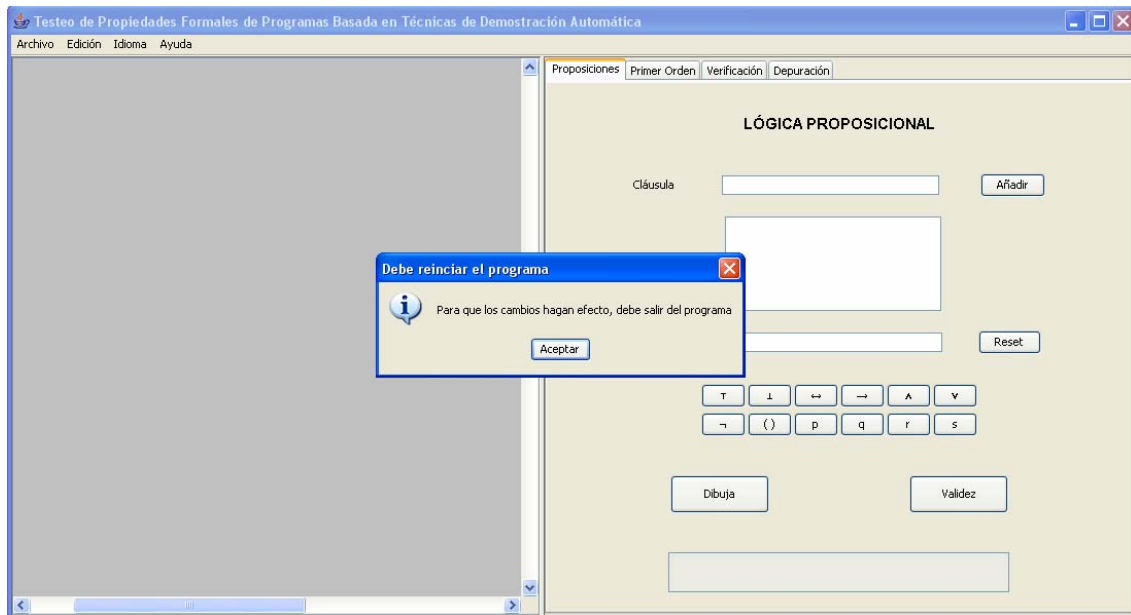 Testeo de Propiedades Formales de Programas Basada en Técnicas de Demostración Automática
Archivo Edición Idioma Ayuda
Proposiciones Primer Orden Verificación Depuración
LÓGICA PROPOSICIONAL
Cláusula Añadir
Debe reinciar el programa
Para que los cambios hagan efecto, debe salir del programa
Aceptar
Reset
⊤ ⊥ ↔ → ∧ ∨
¬ () p q r s
Dibuja Validez